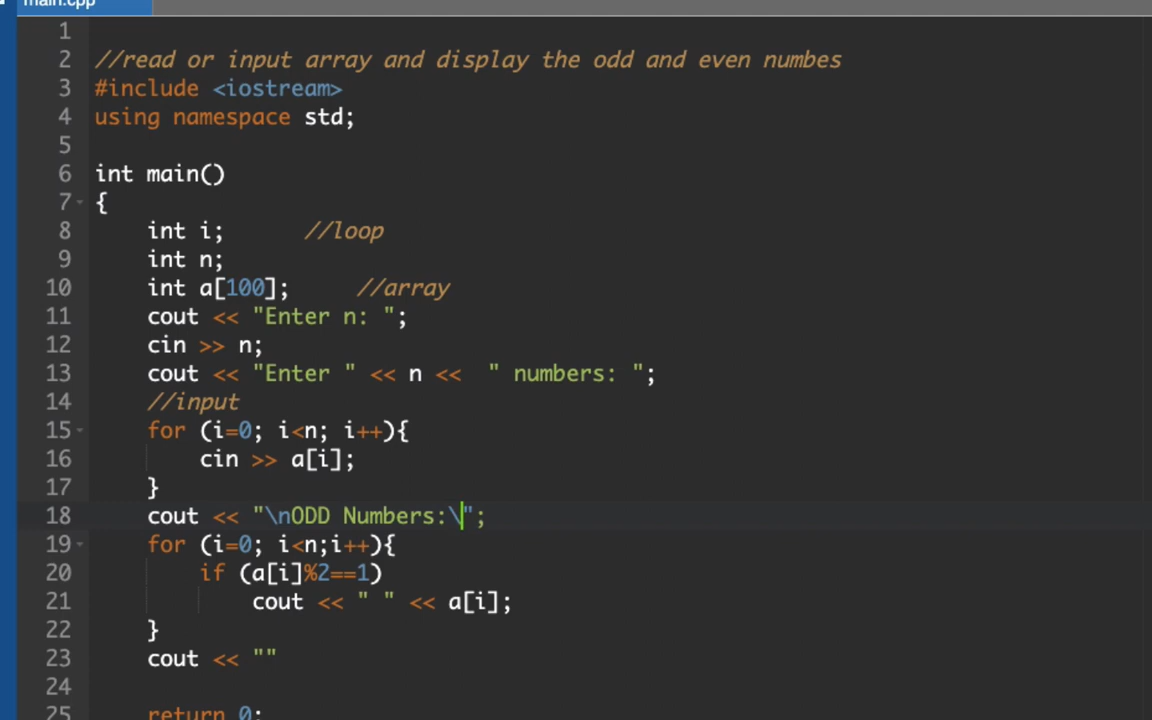 main.cpp
1
2 //read or input array and display the odd and even numbes
3 #include <iostream>
4 using namespace std;
5
6 int main()
7 {
8 int i; //loop
9 int n;
10 int a[100]; //array
11 cout << "Enter n: ";
12 cin >> n;
13 cout << "Enter " << n << " numbers: ";
14 //input
15 for (i=0; i<n; i++){
16 cin >> a[i];
17 }
18 cout << "\nODD Numbers:\";
19 for (i=0; i<n;i++){
20 if (a[i]%2==1)
21 cout << " " << a[i];
22 }
23 cout << ""
24
25 return 0;